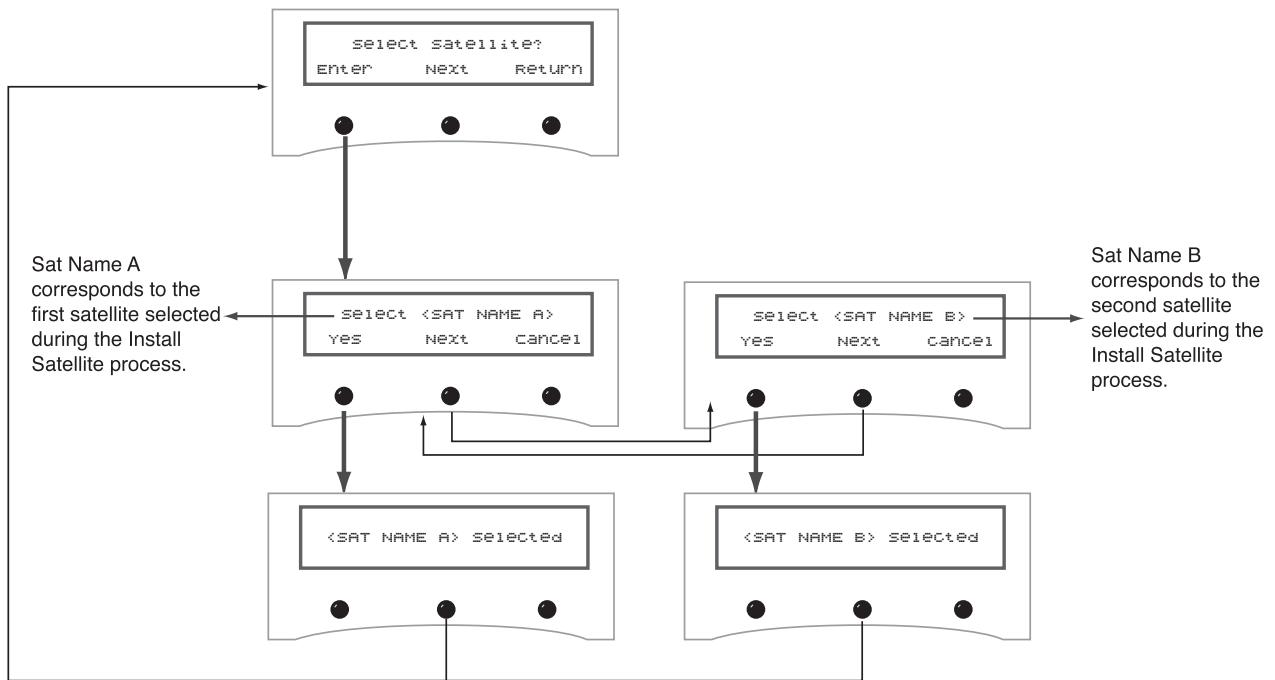 Select Satellite?
Enter Next Return
Sat Name A
corresponds to the
first satellite selected
during the Install
Satellite process.
Select <SAT NAME A>
Yes Next Cancel
Select <SAT NAME B>
Yes Next Cancel
Sat Name B
corresponds to the
second satellite
selected during the
Install Satellite
process.
<SAT NAME A> Selected
<SAT NAME B> Selected